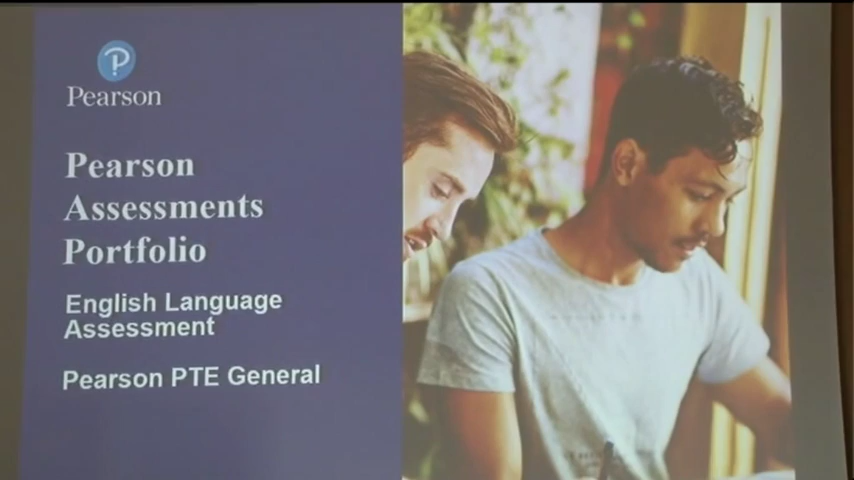 Pearson
Pearson
Assessments
Portfolio
English Language
Assessment
Pearson PTE General